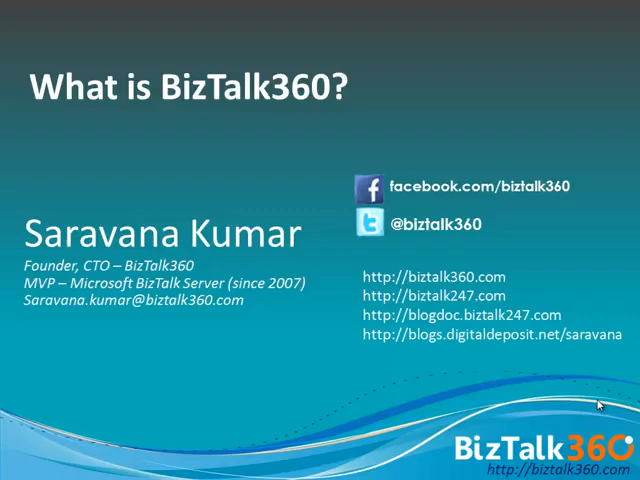 What is BizTalk360?
facebook.com/biztalk360
@biztalk360
Saravana Kumar
Founder, CTO – BizTalk360
MVP – Microsoft BizTalk Server (since 2007)
Saravana.kumar@biztalk360.com
http://biztalk360.com
http://biztalk247.com
http://blogdoc.biztalk247.com
http://blogs.digitaldeposit.net/saravana
BizTalk360
http://biztalk360.com